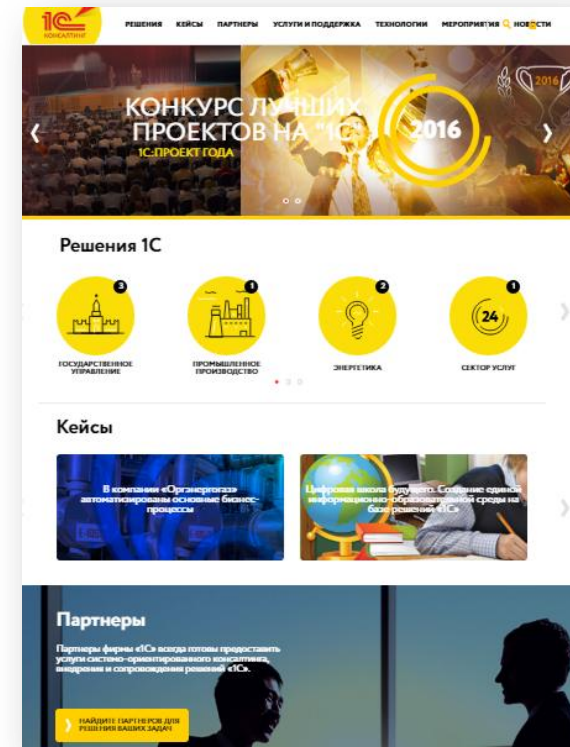 1С
КОНСАЛТИНГ
РЕШЕНИЯ КЕЙСЫ ПАРТНЕРЫ УСЛУГИ И ПОДДЕРЖКА ТЕХНОЛОГИИ МЕРОПРИЯТИЯ НОВОСТИ
КОНКУРС ЛУЧШИХ
ПРОЕКТОВ НА "1С"
1С:ПРОЕКТ ГОДА
2016
2016
Решения 1С
3
1
2
1
24
ГОСУДАРСТВЕННОЕ
УПРАВЛЕНИЕ
ПРОМЫШЛЕННОЕ
ПРОИЗВОДСТВО
ЭНЕРГЕТИКА
СЕКТОР УСЛУГ
Кейсы
В компании «Оргэнергогаз»
автоматизированы основные бизнес-
процессы
Цифровая школа будущего. Создание единой
информационно-образовательной среды на
базе решений «1С»
Партнеры
Партнеры фирмы «1С» всегда готовы предоставить
услуги системо-ориентированного консалтинга,
внедрения и сопровождения решений «1С».
НАЙДИТЕ ПАРТНЕРОВ ДЛЯ
РЕШЕНИЯ ВАШИХ ЗАДАЧ